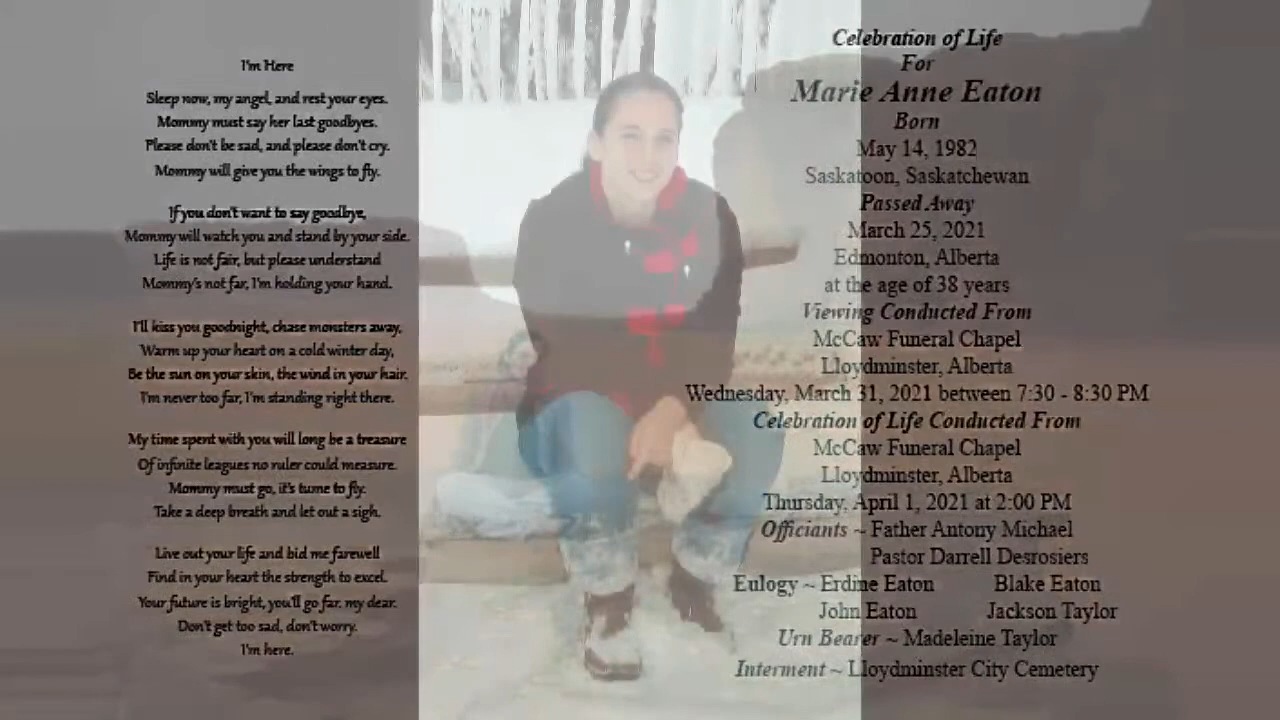 I'm Here
Sleep now, my angel, and rest your eyes.
Mommy must say her last goodbyes.
Please don't be sad, and please don't cry.
Mommy will give you the wings to fly.
If you don't want to say goodbye,
Mommy will watch you and stand by your side.
Life is not fair, but please understand
Mommy's not far, I'm holding your hand.
I'll kiss you goodnight, chase monsters away,
Warm up your heart on a cold winter day,
Be the sun on your skin, the wind in your hair.
I'm never too far, I'm standing right there.
My time spent with you will long be a treasure
Of infinite leagues no ruler could measure.
Mommy must go, it's tume to fly.
Take a deep breath and let out a sigh.
Live out your life and bid me farewell
Find in your heart the strength to excel.
Your future is bright, you'll go far, my dear.
Don't get too sad, don't worry.
I'm here.
Celebration of Life
For
Marie Anne Eaton
Born
May 14, 1982
Saskatoon, Saskatchewan
Passed Away
March 25, 2021
Edmonton, Alberta
at the age of 38 years
Viewing Conducted From
McCaw Funeral Chapel
Lloydminster, Alberta
Wednesday, March 31, 2021 between 7:30 - 8:30 PM
Celebration of Life Conducted From
McCaw Funeral Chapel
Lloydminster, Alberta
Thursday, April 1, 2021 at 2:00 PM
Officiants ~ Father Antony Michael
Pastor Darrell Desrosiers
Eulogy ~ Erdine Eaton Blake Eaton
John Eaton Jackson Taylor
Urn Bearer ~ Madeleine Taylor
Interment ~ Lloydminster City Cemetery